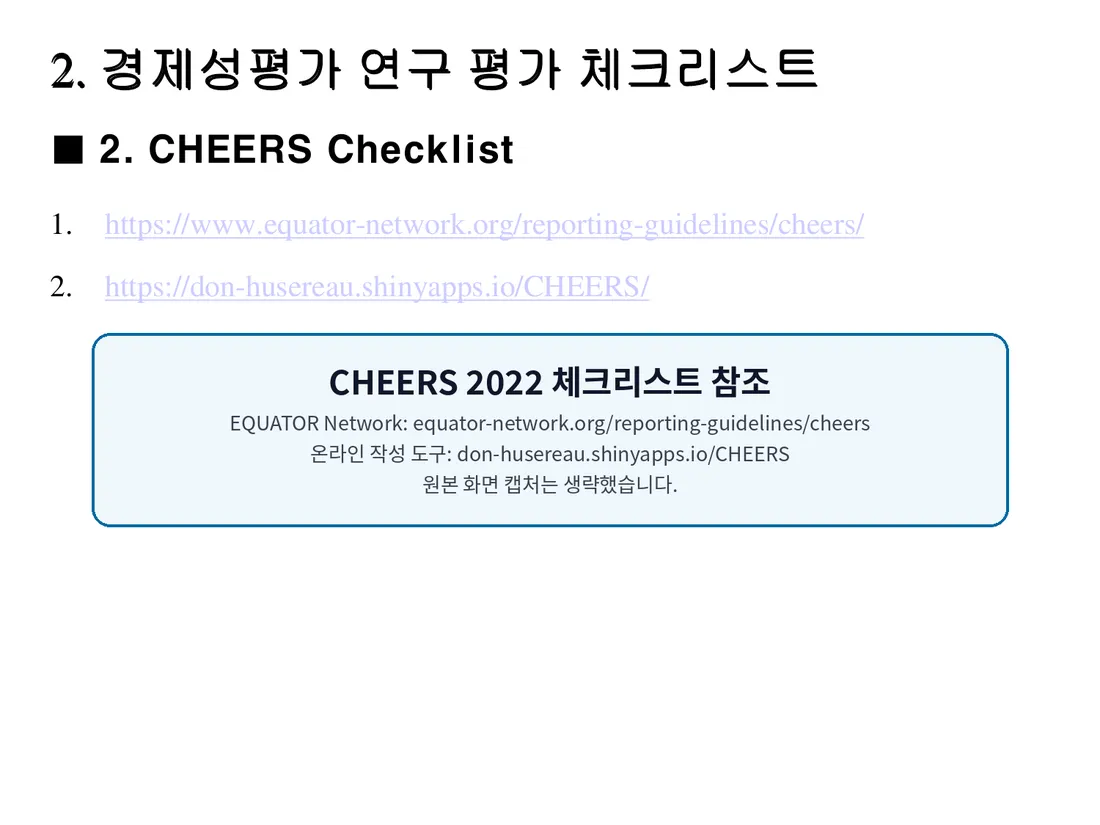 2. 경제성평가 연구 평가 체크리스트
■ 2. CHEERS Checklist
1. https://www.equator-network.org/reporting-guidelines/cheers/
2. https://don-husereau.shinyapps.io/CHEERS/
CHEERS 2022 체크리스트 참조
EQUATOR Network: equator-network.org/reporting-guidelines/cheers
온라인 작성 도구: don-husereau.shinyapps.io/CHEERS
원본 화면 캡처는 생략했습니다.